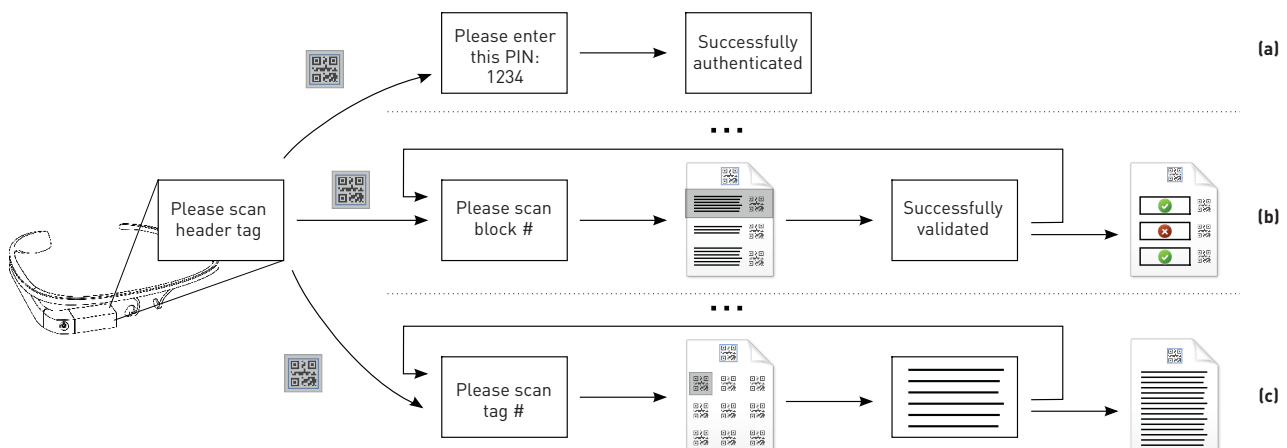 Please enter
this PIN:
1234
Successfully
authenticated
(a)
...
Please scan
header tag
Please scan
block #
Successfully
validated
(b)
...
Please scan
tag #
(c)